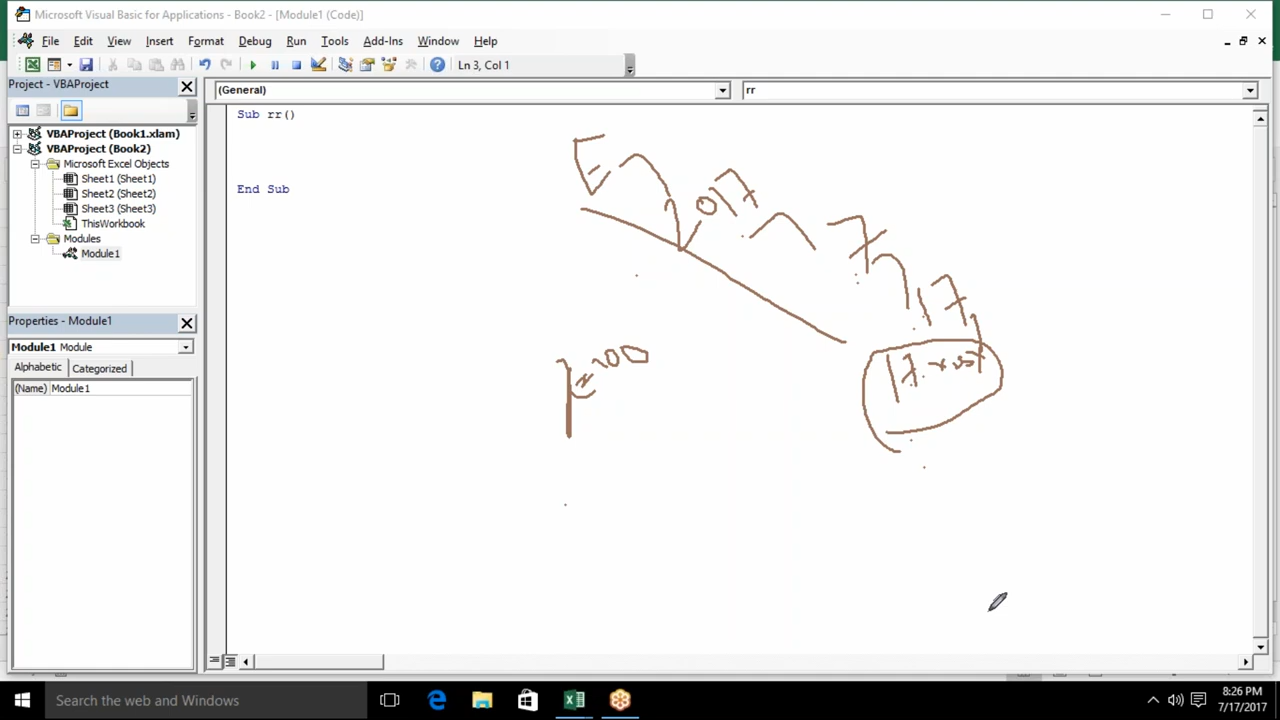 Microsoft Visual Basic for Applications - Book2 - [Module1 (Code)]
File Edit View Insert Format Debug Run Tools Add-Ins Window Help
Ln 3, Col 1
Project - VBAProject
(General)
rr
VBAProject (Book1.xlam)
VBAProject (Book2)
Microsoft Excel Objects
Sheet1 (Sheet1)
Sheet2 (Sheet2)
Sheet3 (Sheet3)
ThisWorkbook
Modules
Module1
Sub rr()
End Sub
Properties - Module1
Module1 Module
Alphabetic Categorized
(Name) Module1
Search the web and Windows
8:26 PM
7/17/2017